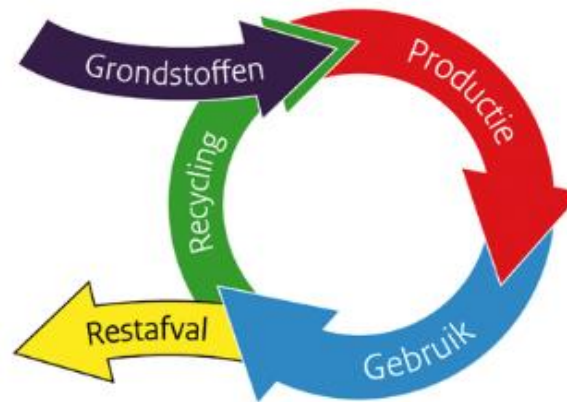 Grondstoffen
Productie
Recycling
Restafval
Gebruik